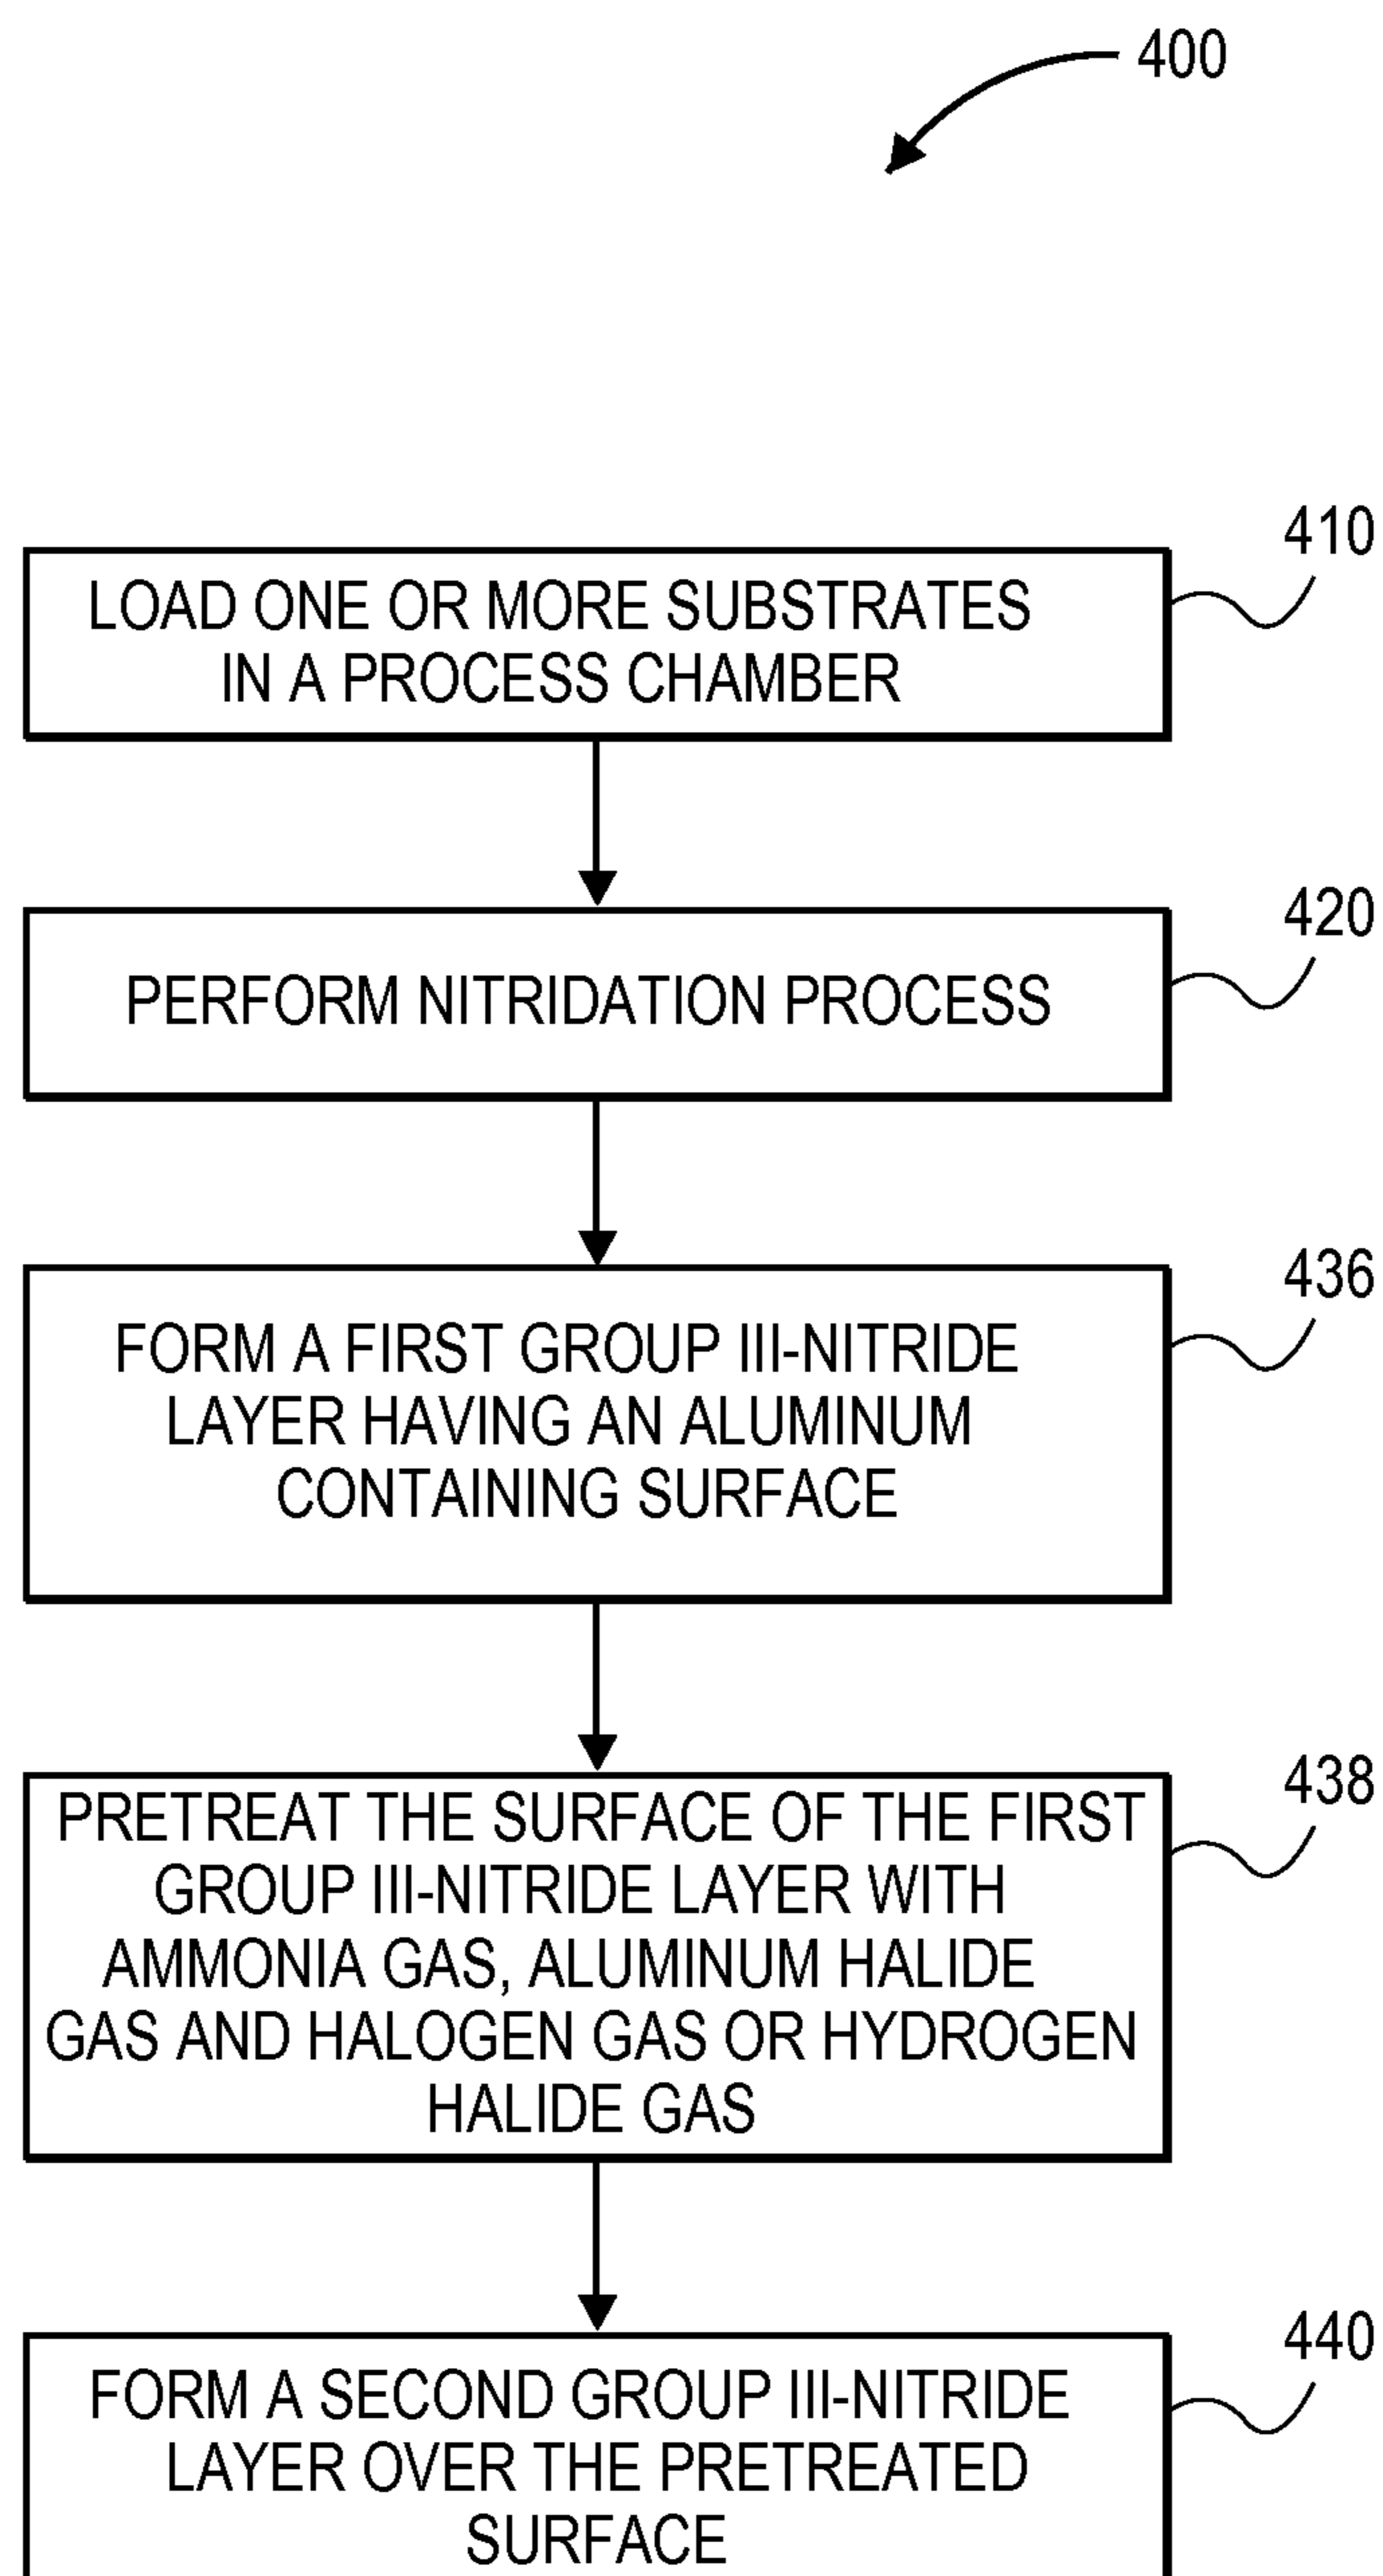 400
410
LOAD ONE OR MORE SUBSTRATES
IN A PROCESS CHAMBER
420
PERFORM NITRIDATION PROCESS
436
FORM A FIRST GROUP III-NITRIDE
LAYER HAVING AN ALUMINUM
CONTAINING SURFACE
438
PRETREAT THE SURFACE OF THE FIRST
GROUP III-NITRIDE LAYER WITH
AMMONIA GAS, ALUMINUM HALIDE
GAS AND HALOGEN GAS OR HYDROGEN
HALIDE GAS
440
FORM A SECOND GROUP III-NITRIDE
LAYER OVER THE PRETREATED
SURFACE